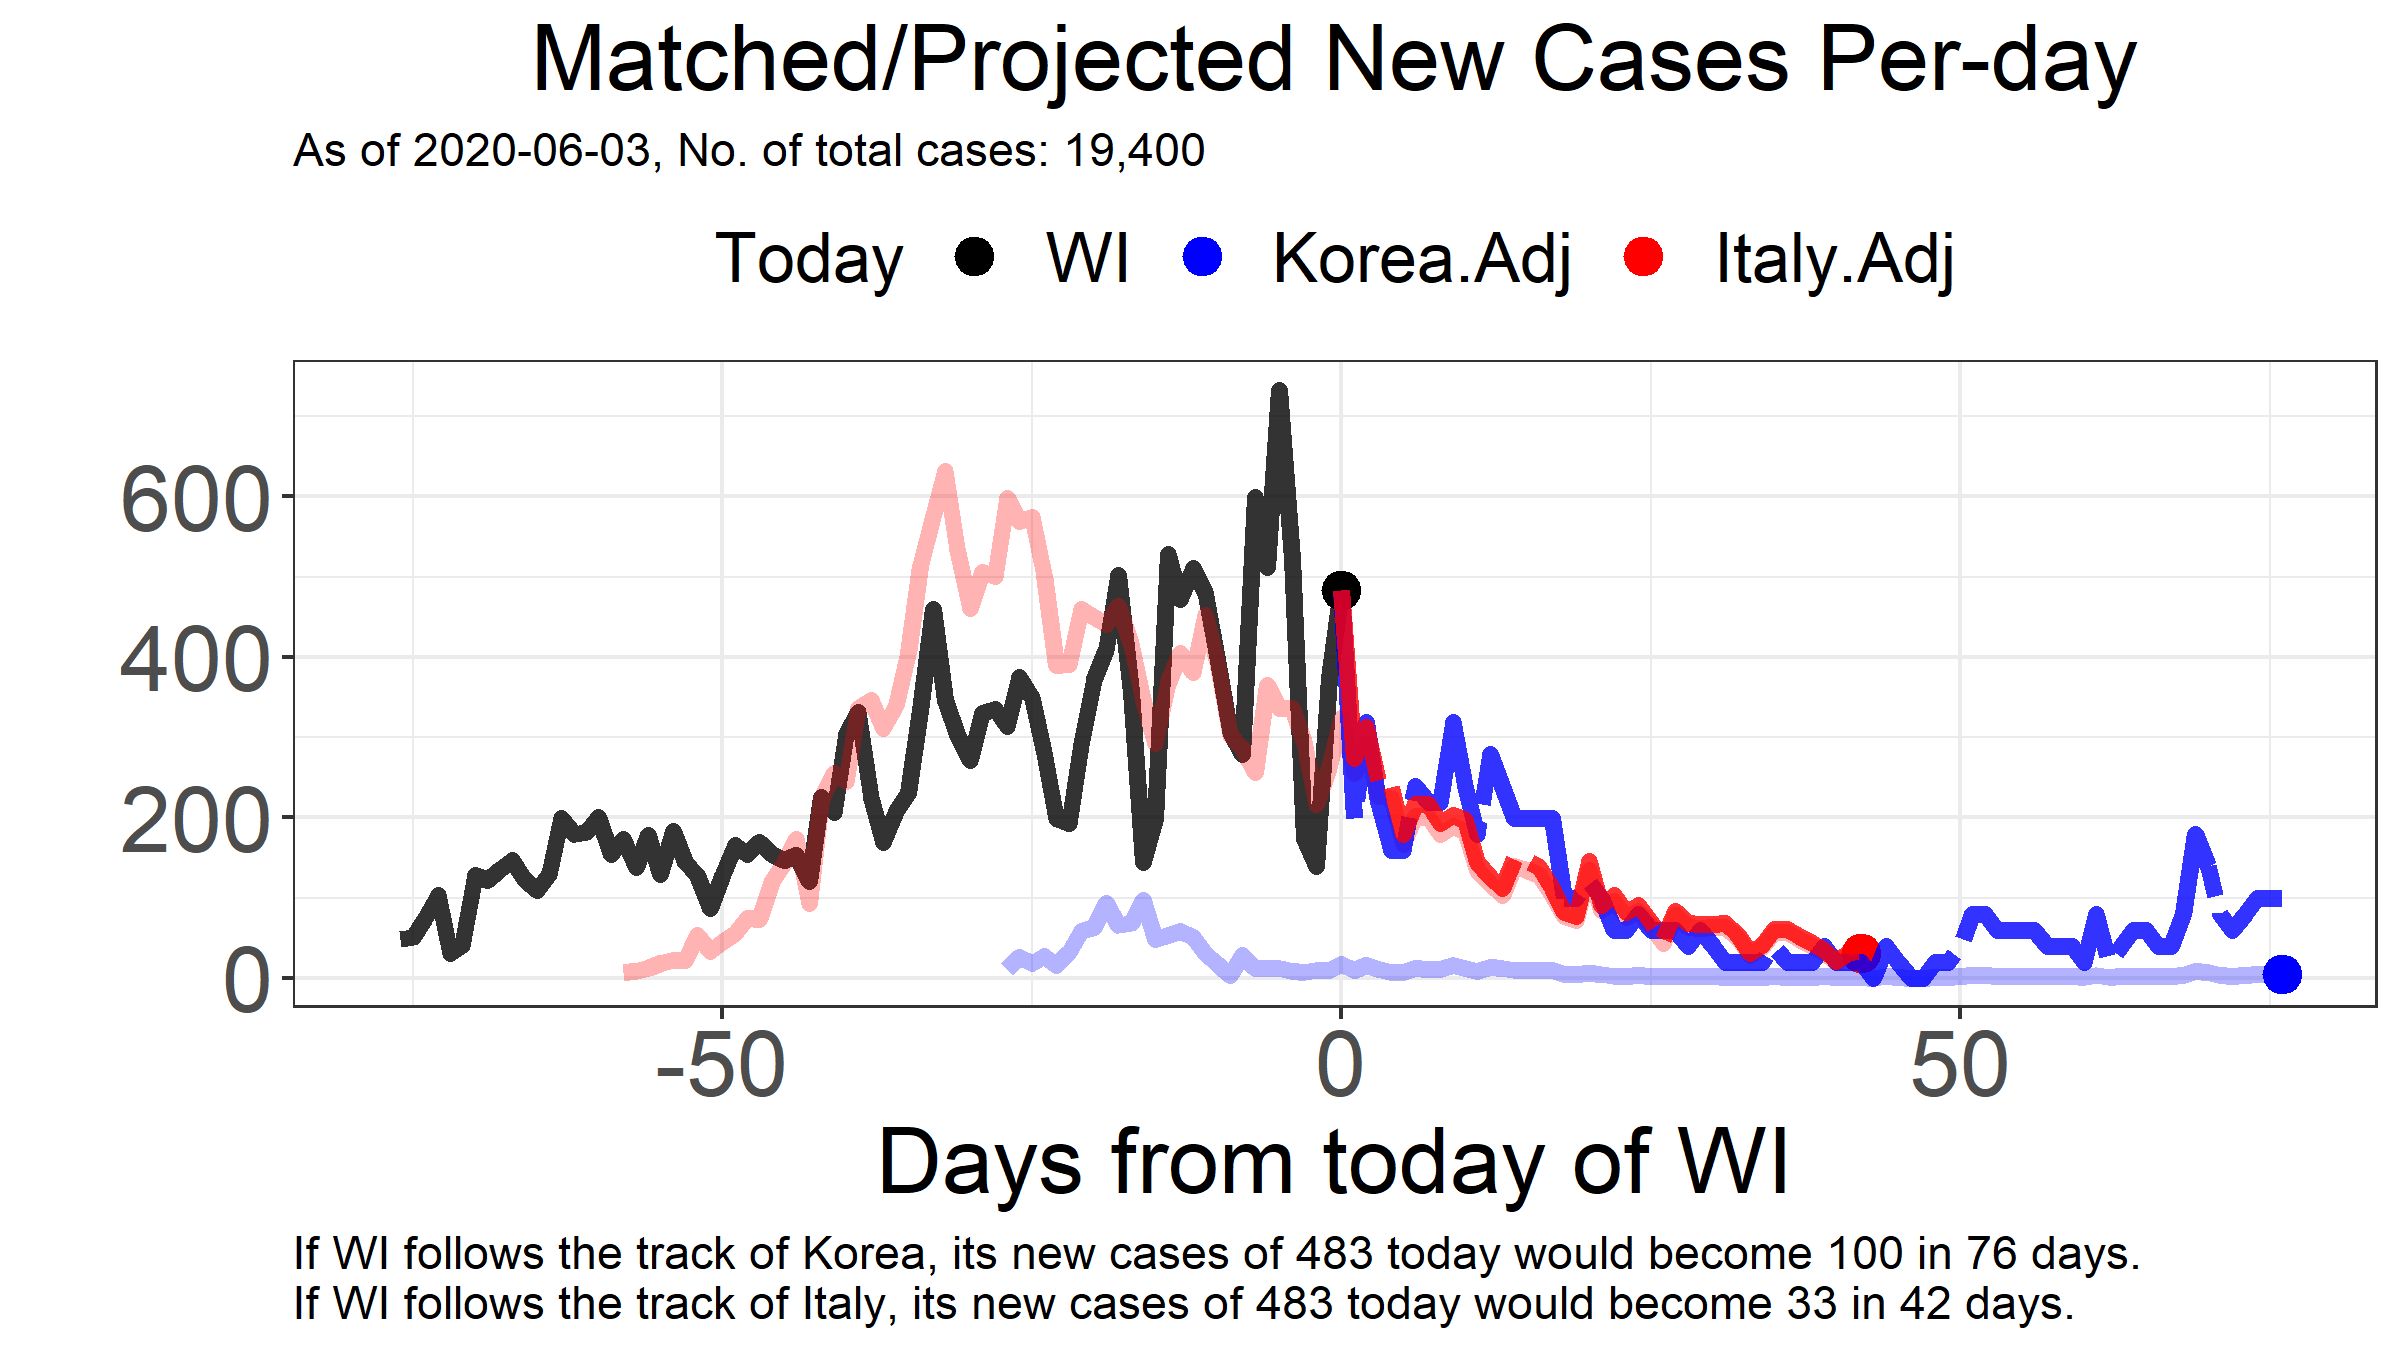 Matched/Projected New Cases Per-day
As of 2020-06-03, No. of total cases: 19,400
Today WI Korea.Adj Italy.Adj
600
400
200
0
-50 0 50
Days from today of WI
If WI follows the track of Korea, its new cases of 483 today would become 100 in 76 days.
If WI follows the track of Italy, its new cases of 483 today would become 33 in 42 days.